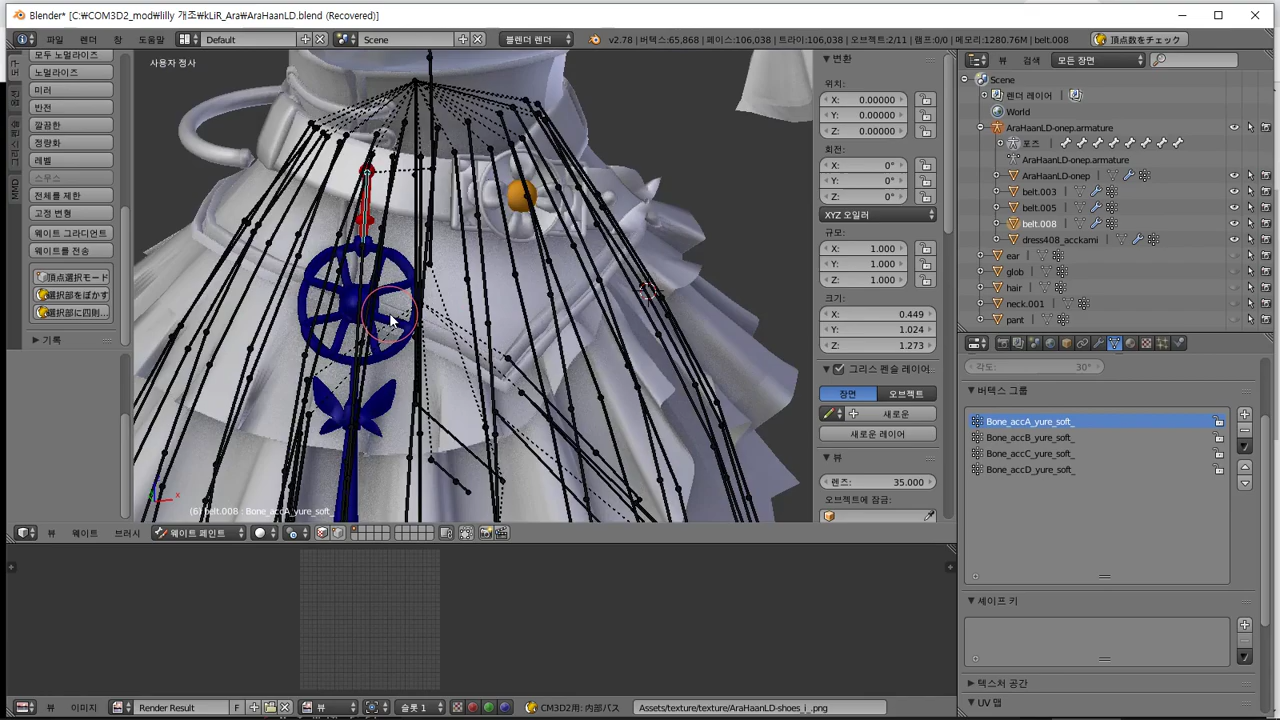 Blender* [C:\COM3D2_mod\lilly 개조\kLiR_Ara\AraHaanLD.blend (Recovered)]
파일 렌더 창 도움말 Default Scene 블렌더 렌더 v2.78 | 버텍스:65,868 | 페이스:106,038 | 트라이:106,038 | 오브젝트:2/11 | 램프:0/0 | 메모리:1280.76M | belt.008 頂点数をチェック
모두 노멀라이즈
노멀라이즈
미러
반전
깔끔한
정량화
레벨
스무스
전체를 제한
고정 변형
웨이트 그라디언트
웨이트를 전송
頂点選択モード
選択部をぼかす
選択部に四則...
▶ 기록
MMD
사용자 정사
(6) belt.008 : Bone_accA_yure_soft_
뷰 웨이트 브러시 웨이트 페인트
▼ 변환
위치:
X: 0.00000
Y: 0.00000
Z: 0.00000
회전:
X: 0°
Y: 0°
Z: 0°
XYZ 오일러
규모:
X: 1.000
Y: 1.000
Z: 1.000
크기:
X: 0.449
Y: 1.024
Z: 1.273
▼ 그리스 펜슬 레이어
장면 오브젝트
새로운
새로운 레이어
▼ 뷰
렌즈: 35.000
오브젝트에 잠금:
뷰 검색 모든 장면
Scene
렌더 레이어
World
AraHaanLD-onep.armature
포즈
AraHaanLD-onep.armature
AraHaanLD-onep
belt.003
belt.005
belt.008
dress408_acckami
ear
glob
hair
neck.001
pant
각도: 30°
▼ 버텍스 그룹
Bone_accA_yure_soft_
Bone_accB_yure_soft_
Bone_accC_yure_soft_
Bone_accD_yure_soft_
▼ 셰이프 키
▶ 텍스처 공간
▼ UV 맵
뷰 이미지 Render Result F 뷰 슬롯 1 CM3D2用: 内部パス Assets/texture/texture/AraHaanLD-shoes_i_.png